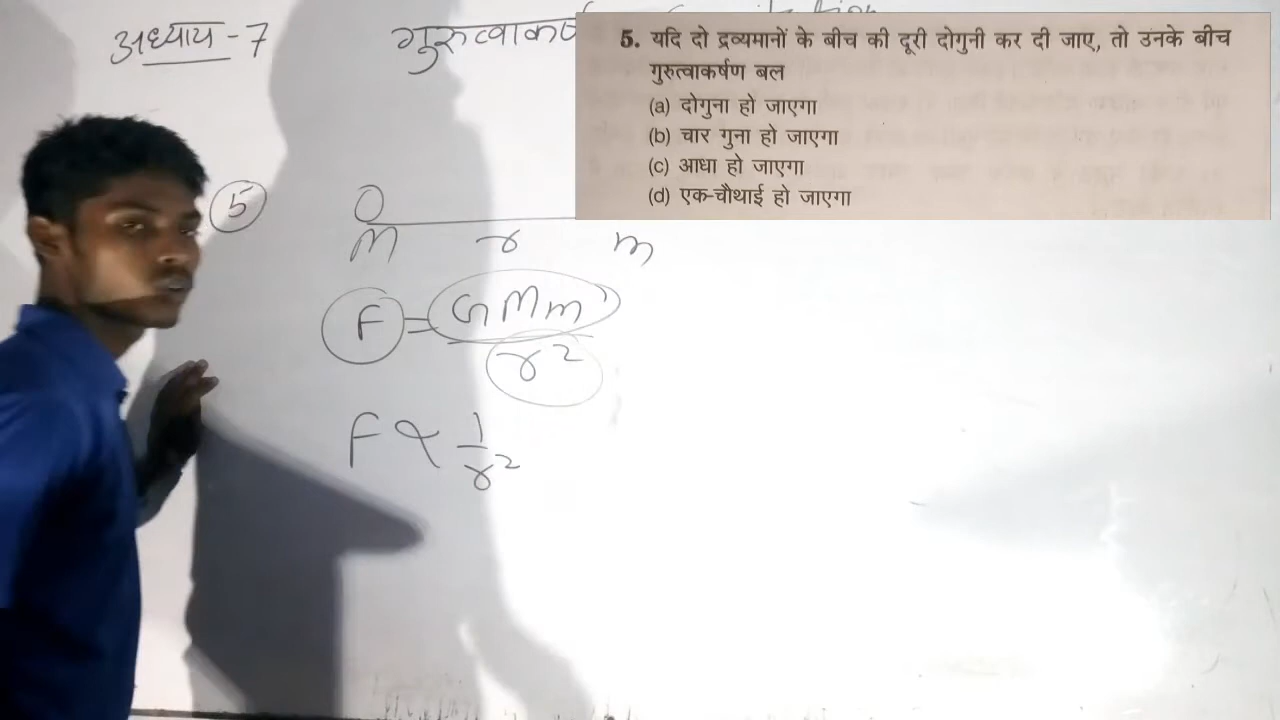 अध्याय - 7
गुरुत्वाकर्ष
5. यदि दो द्रव्यमानों के बीच की दूरी दोगुनी कर दी जाए, तो उनके बीच
गुरुत्वाकर्षण बल
(a) दोगुना हो जाएगा
(b) चार गुना हो जाएगा
(c) आधा हो जाएगा
(d) एक-चौथाई हो जाएगा
5
M r m
F = GMm
r²
F ∝ 1
r²